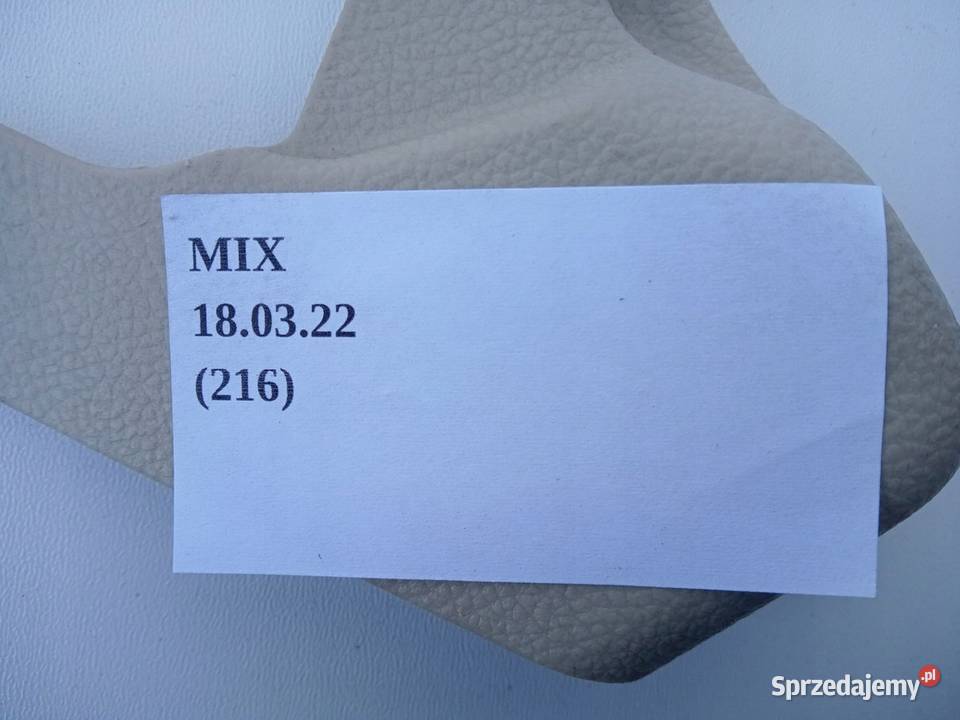 MIX
18.03.22
(216)
Sprzedajemy.pl